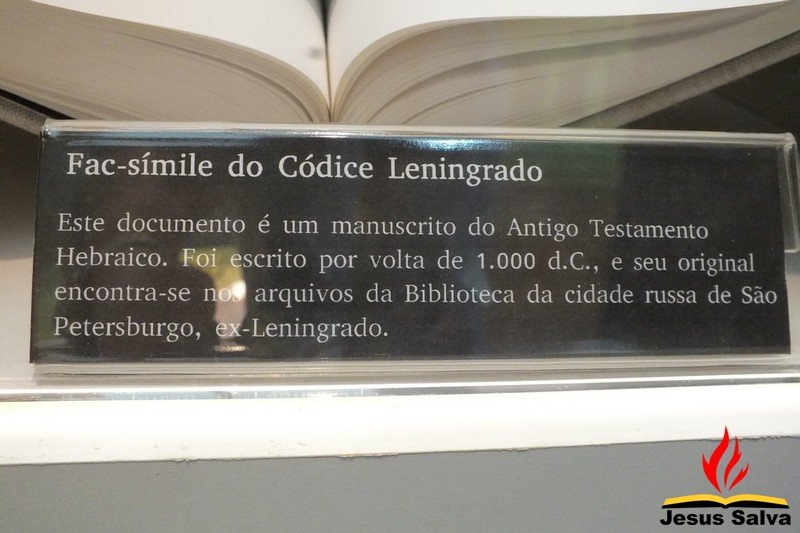 Fac-símile do Códice Leningrado
Este documento é um manuscrito do Antigo Testamento
Hebraico. Foi escrito por volta de 1.000 d.C., e seu original
encontra-se nos arquivos da Biblioteca da cidade russa de São
Petersburgo, ex-Leningrado.
Jesus Salva